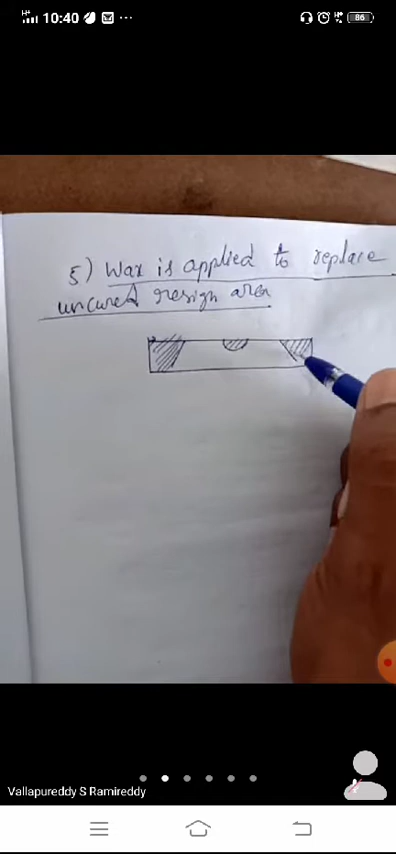 10:40
86
5) Wax is applied to replace
uncured resign area
Vallapureddy S Ramireddy